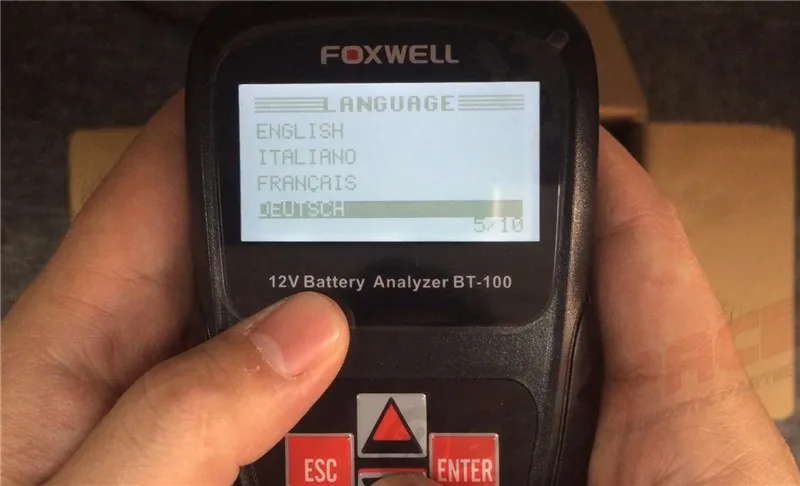 FOXWELL
LANGUAGE
ENGLISH
ITALIANO
FRANÇAIS
DEUTSCH
5/10
12V Battery Analyzer BT-100
ESC
ENTER